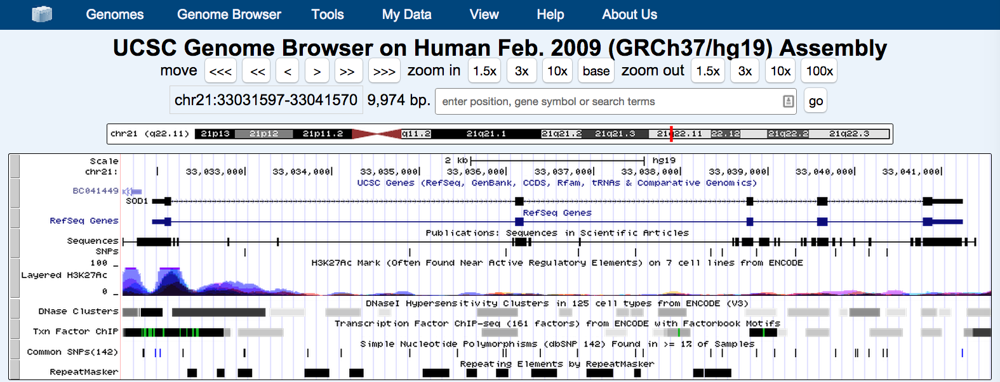 Genomes Genome Browser Tools My Data View Help About Us
UCSC Genome Browser on Human Feb. 2009 (GRCh37/hg19) Assembly
move <<< << < > >> >>> zoom in 1.5x 3x 10x base zoom out 1.5x 3x 10x 100x
chr21:33031597-33041570 9,974 bp. enter position, gene symbol or search terms go
chr21 (q22.11) 21p13 21p12 21p11.2 q11.2 21q21.1 21q21.2 21q21.3 21q22.11 22.12 21q22.2 21q22.3
Scale 2 kb hg19
chr21: 33,033,000 33,034,000 33,035,000 33,036,000 33,037,000 33,038,000 33,039,000 33,040,000 33,041,000
UCSC Genes (RefSeq, GenBank, CCDS, Rfam, tRNAs & Comparative Genomics)
BC041449
SOD1
RefSeq Genes
RefSeq Genes
Publications: Sequences in Scientific Articles
Sequences
SNPs
H3K27Ac Mark (Often Found Near Active Regulatory Elements) on 7 cell lines from ENCODE
100 _
Layered H3K27Ac
0 _
DNaseI Hypersensitivity Clusters in 125 cell types from ENCODE (V3)
DNase Clusters
Transcription Factor ChIP-seq (161 factors) from ENCODE with Factorbook Motifs
Txn Factor ChIP
Simple Nucleotide Polymorphisms (dbSNP 142) Found in >= 1% of Samples
Common SNPs(142)
Repeating Elements by RepeatMasker
RepeatMasker